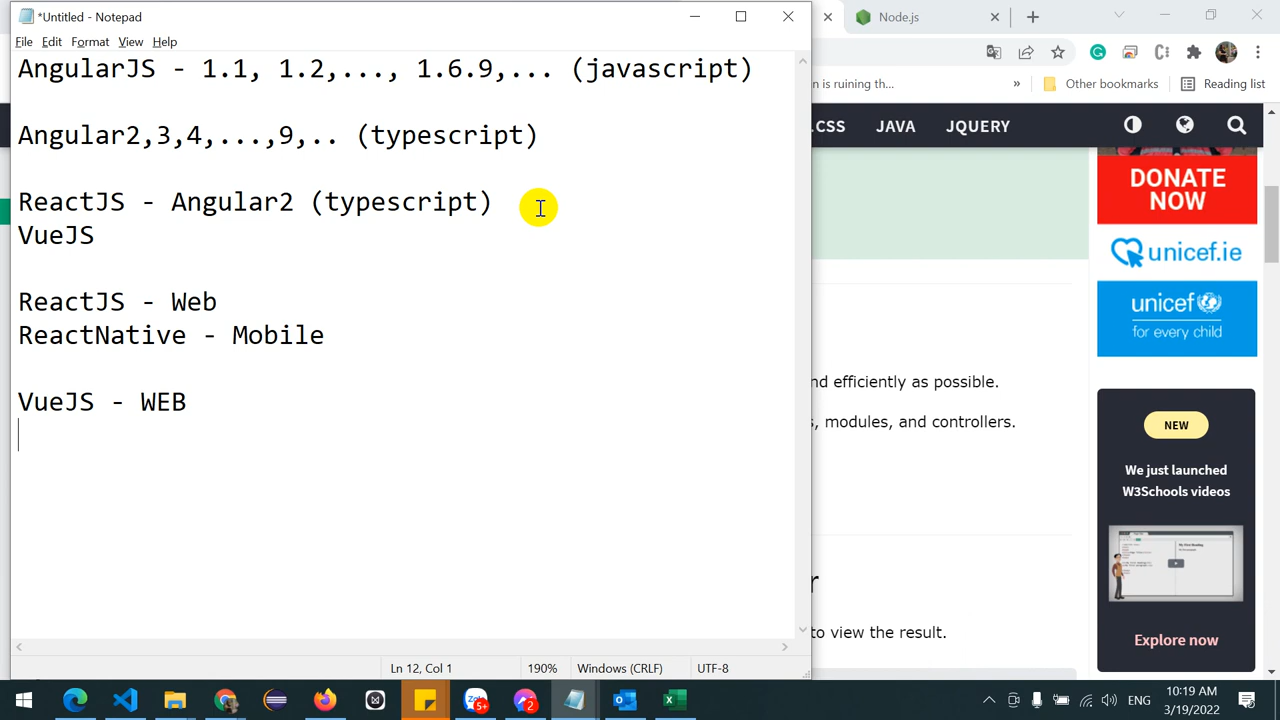 *Untitled - Notepad
Node.js
File Edit Format View Help
AngularJS - 1.1, 1.2,..., 1.6.9,... (javascript)
Angular2,3,4,...,9,.. (typescript)
ReactJS - Angular2 (typescript)
VueJS
ReactJS - Web
ReactNative - Mobile
VueJS - WEB
Ln 12, Col 1 190% Windows (CRLF) UTF-8
n is ruining th... » Other bookmarks Reading list
.CSS JAVA JQUERY
DONATE
NOW
unicef.ie
unicef
for every child
nd efficiently as possible.
s, modules, and controllers.
NEW
We just launched
W3Schools videos
Explore now
r
to view the result.
5+ 2 ENG 10:19 AM
3/19/2022